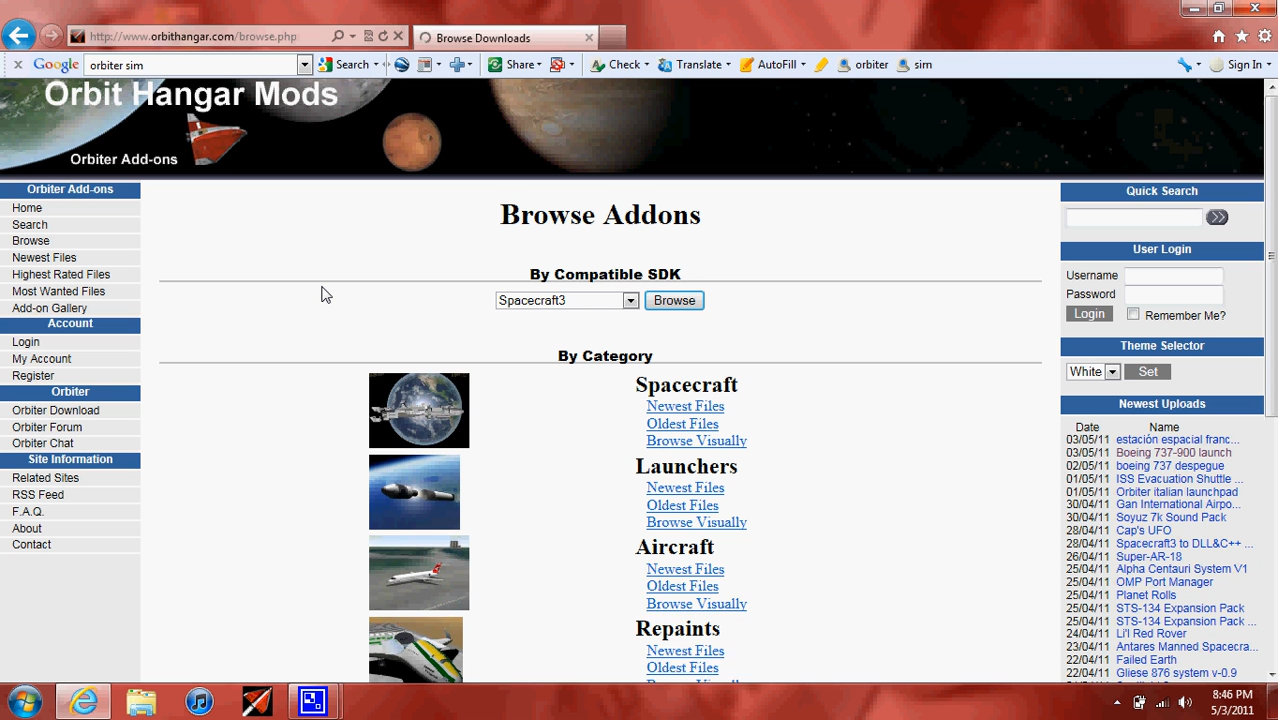 http://www.orbithangar.com/browse.php
Browse Downloads
Google
orbiter sim
Search
Share
Check
Translate
AutoFill
orbiter
sim
Sign In
Orbit Hangar Mods
Orbiter Add-ons
Orbiter Add-ons
Home
Search
Browse
Newest Files
Highest Rated Files
Most Wanted Files
Add-on Gallery
Account
Login
My Account
Register
Orbiter
Orbiter Download
Orbiter Forum
Orbiter Chat
Site Information
Related Sites
RSS Feed
F.A.Q.
About
Contact
Browse Addons
By Compatible SDK
Spacecraft3
Browse
By Category
Spacecraft
Newest Files
Oldest Files
Browse Visually
Launchers
Newest Files
Oldest Files
Browse Visually
Aircraft
Newest Files
Oldest Files
Browse Visually
Repaints
Newest Files
Oldest Files
Quick Search
User Login
Username
Password
Login
Remember Me?
Theme Selector
White
Set
Newest Uploads
Date Name
03/05/11 estación espacial franc...
03/05/11 Boeing 737-900 launch
02/05/11 boeing 737 despegue
01/05/11 ISS Evacuation Shuttle ...
01/05/11 Orbiter italian launchpad
30/04/11 Gan International Airpo...
30/04/11 Soyuz 7k Sound Pack
28/04/11 Cap's UFO
28/04/11 Spacecraft3 to DLL&C++ ...
26/04/11 Super-AR-18
25/04/11 Alpha Centauri System V1
25/04/11 OMP Port Manager
25/04/11 Planet Rolls
25/04/11 STS-134 Expansion Pack
25/04/11 STS-134 Expansion Pack ...
24/04/11 Li'l Red Rover
23/04/11 Antares Manned Spacecra...
22/04/11 Failed Earth
22/04/11 Gliese 876 system v-0.9
8:46 PM
5/3/2011